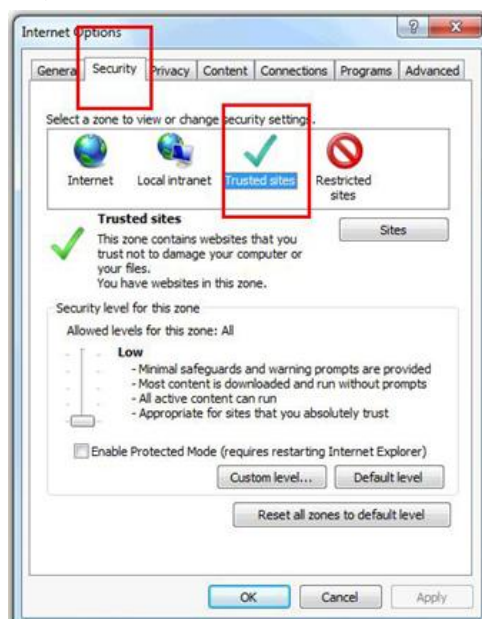 Internet Options
General Security Privacy Content Connections Programs Advanced
Select a zone to view or change security settings.
Internet Local intranet Trusted sites Restricted sites
Trusted sites
Sites
This zone contains websites that you
trust not to damage your computer or
your files.
You have websites in this zone.
Security level for this zone
Allowed levels for this zone: All
Low
- Minimal safeguards and warning prompts are provided
- Most content is downloaded and run without prompts
- All active content can run
- Appropriate for sites that you absolutely trust
Enable Protected Mode (requires restarting Internet Explorer)
Custom level... Default level
Reset all zones to default level
OK Cancel Apply